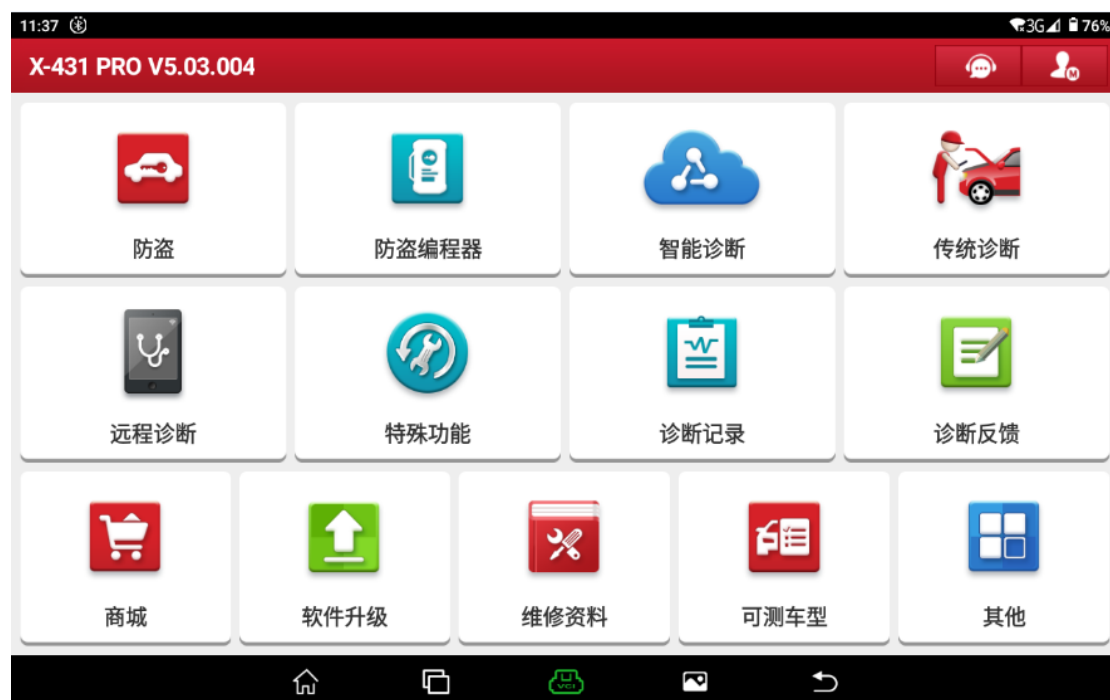 11:37 3G 76%
X-431 PRO V5.03.004
M
防盗 防盗编程器 智能诊断 传统诊断
远程诊断 特殊功能 诊断记录 诊断反馈
商城 软件升级 维修资料 可测车型 其他
VCI